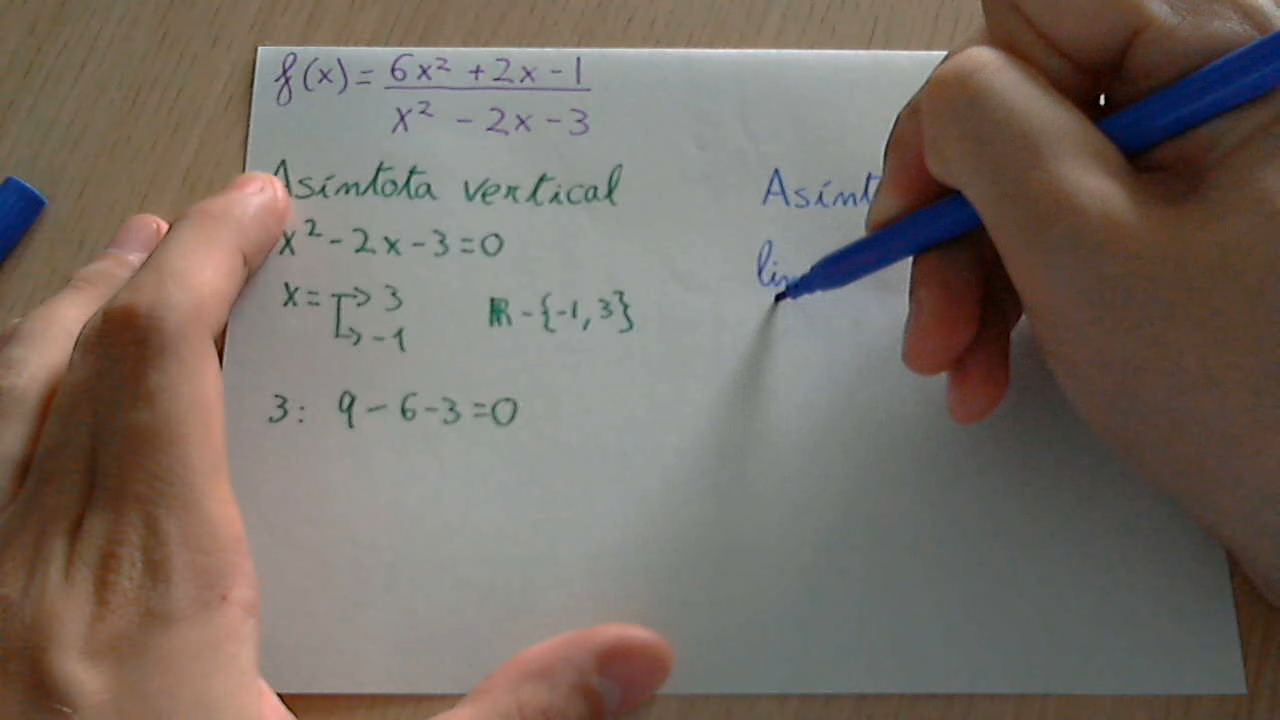 f(x) = 6x² + 2x - 1
x² - 2x - 3
Asíntota vertical
x² - 2x - 3 = 0
x = → 3
→ -1
R - {-1, 3}
3: 9 - 6 - 3 = 0